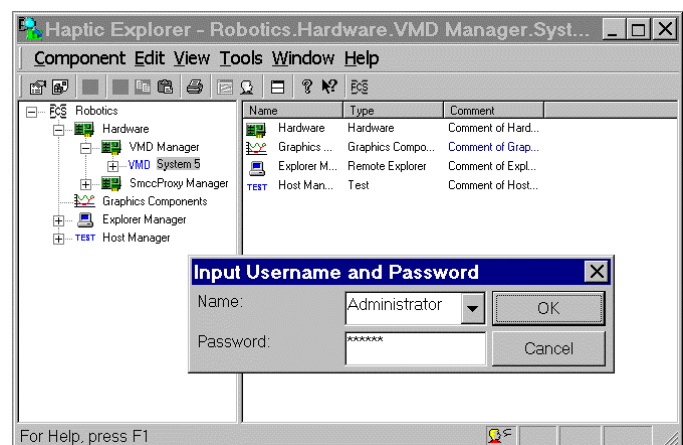 Haptic Explorer - Robotics.Hardware.VMD Manager.Syst...
Component Edit View Tools Window Help
FCS
FCS Robotics
Hardware
VMD Manager
VMD System 5
SmccProxy Manager
Graphics Components
Explorer Manager
TEST Host Manager
Name Type Comment
Hardware Hardware Comment of Hard...
Graphics ... Graphics Compo... Comment of Grap...
Explorer M... Remote Explorer Comment of Expl...
TEST Host Man... Test Comment of Host...
Input Username and Password
Name: Administrator OK
Password: ****** Cancel
For Help, press F1